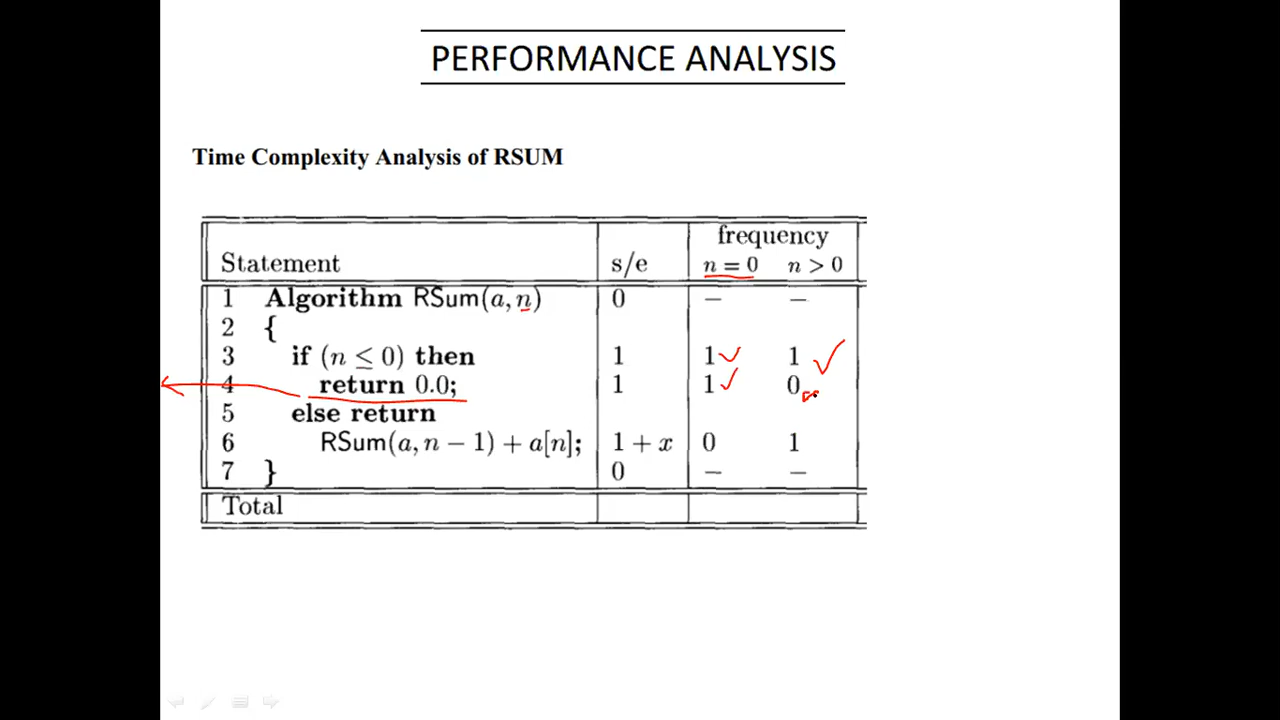 PERFORMANCE ANALYSIS
Time Complexity Analysis of RSUM
frequency
Statement s/e n = 0 n > 0
1 Algorithm RSum(a, n) 0 – –
2 {
3 if (n ≤ 0) then 1 1 1
4 return 0.0; 1 1 0
5 else return
6 RSum(a, n − 1) + a[n]; 1 + x 0 1
7 } 0 – –
Total